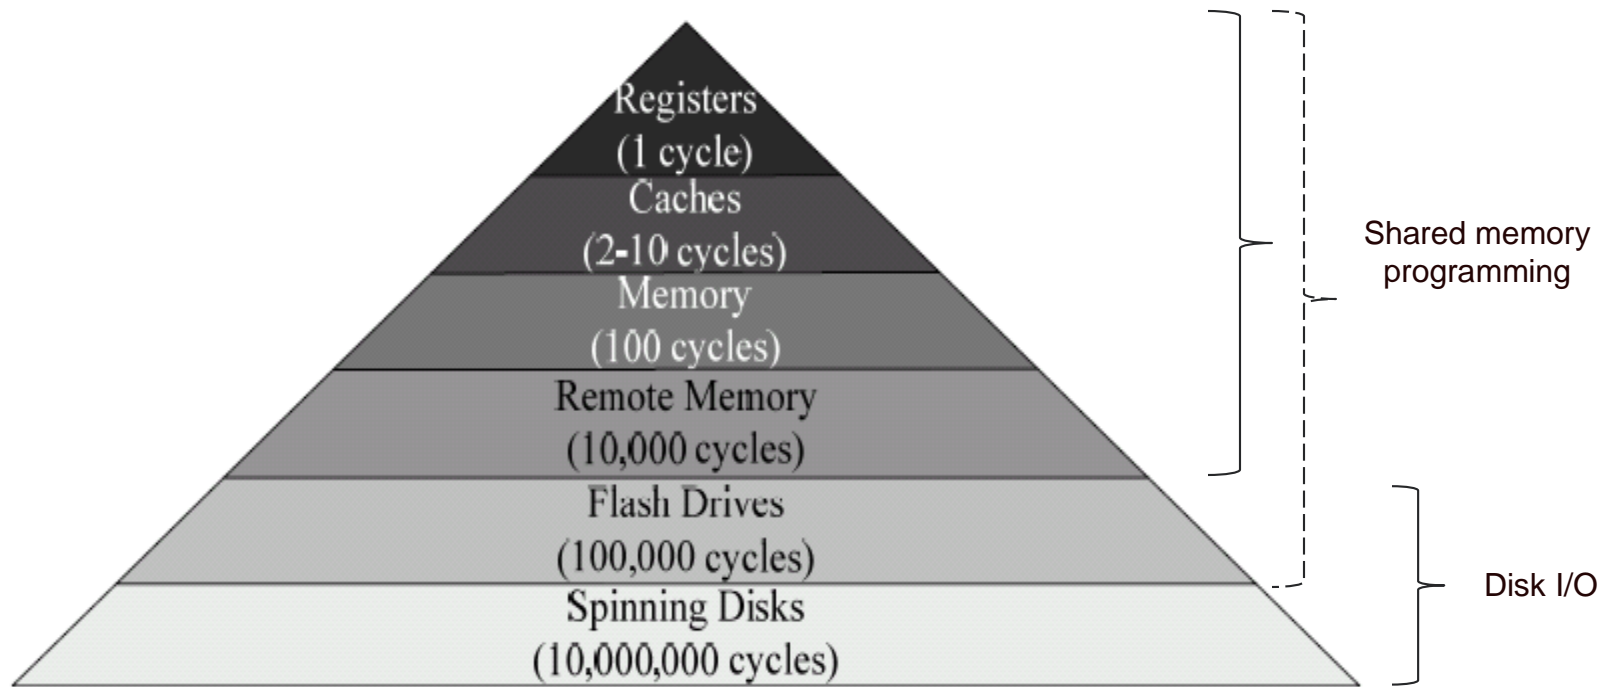 Registers
(1 cycle)
Caches
(2-10 cycles)
Memory
(100 cycles)
Remote Memory
(10,000 cycles)
Flash Drives
(100,000 cycles)
Spinning Disks
(10,000,000 cycles)
Shared memory
programming
Disk I/O